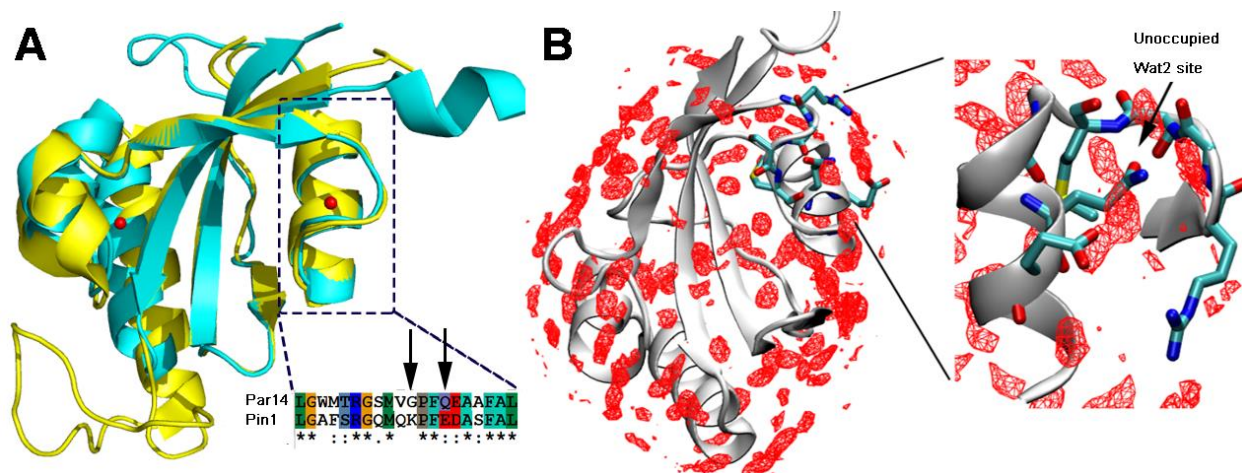 A
B
Unoccupied
Wat2 site
Par14 LGWMTRGSMVGPFQEAAFAL
Pin1 LGAFSRGQMQKPFEDASFAL
** ::**.*  **::*:***